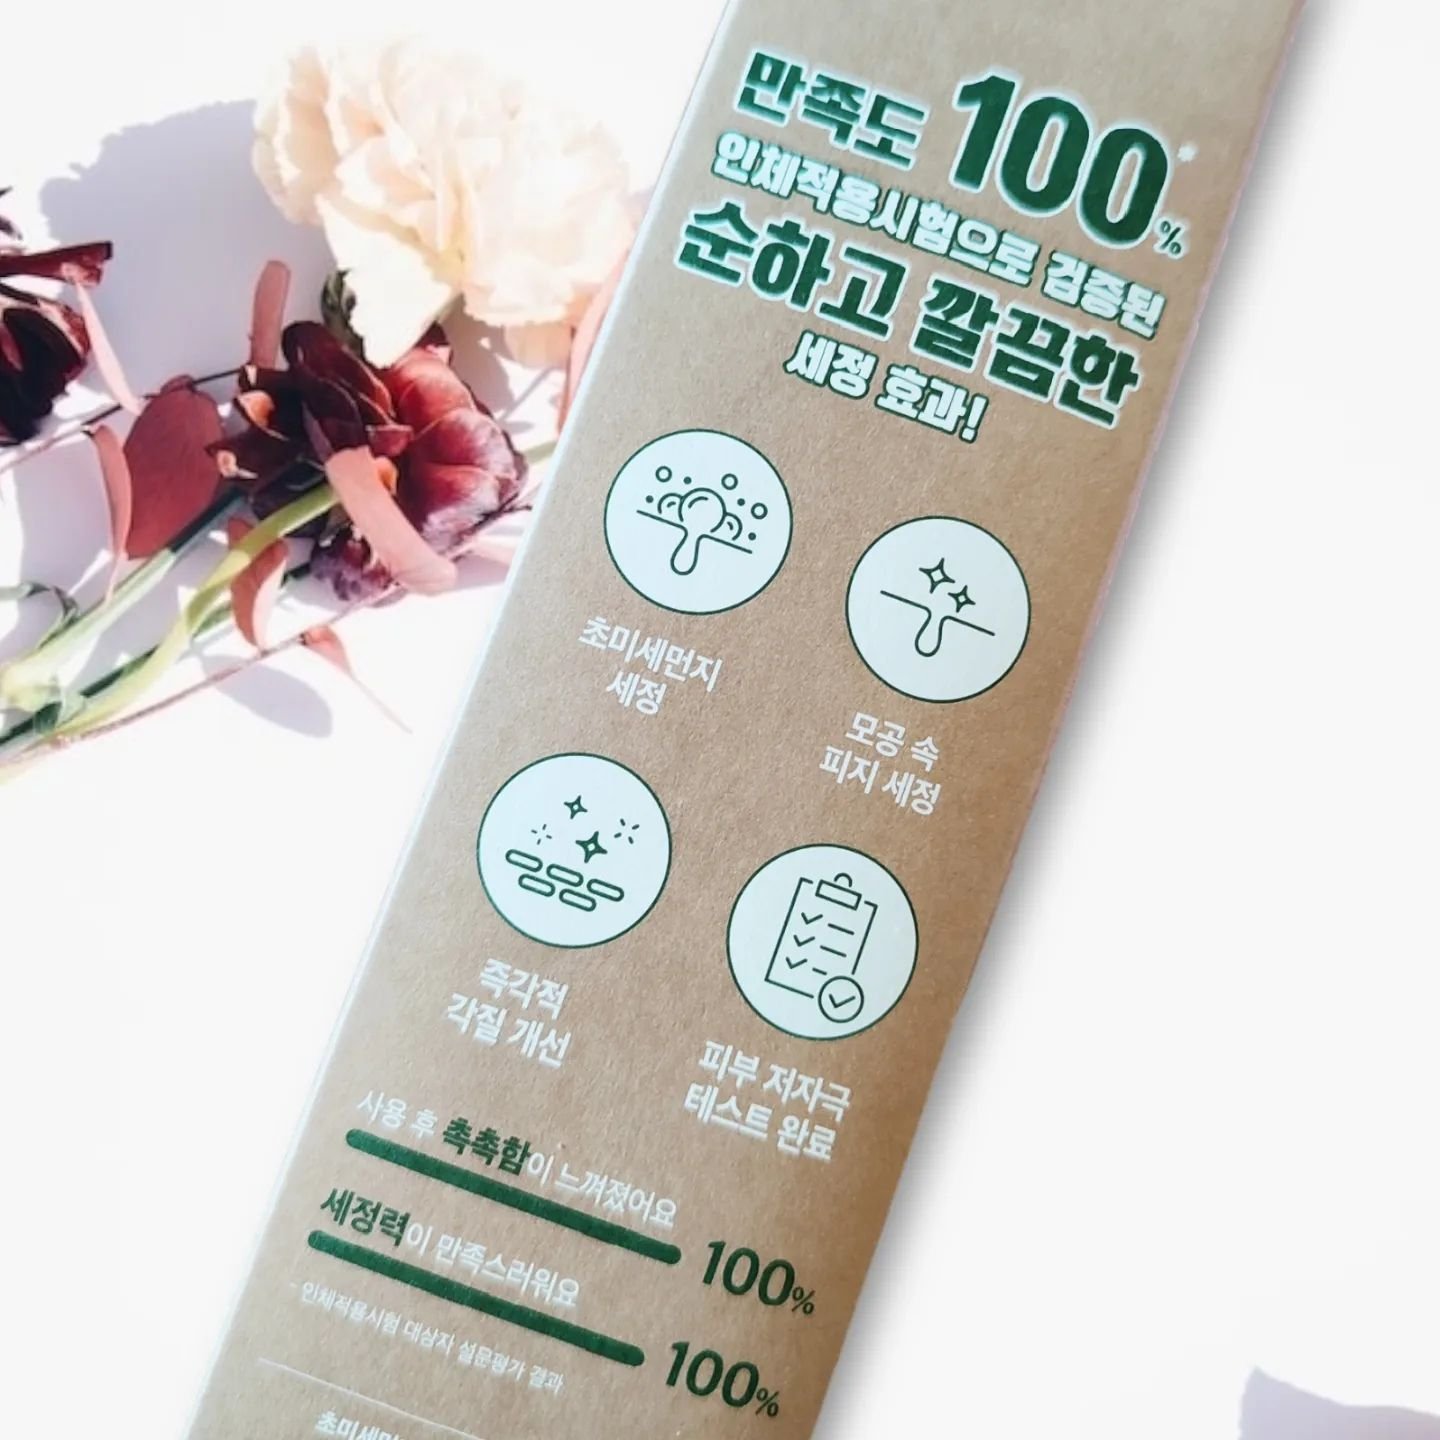 만족도 100%*
인체적용시험으로 검증된
순하고 깔끔한
세정 효과!
초미세먼지
세정
모공 속
피지 세정
즉각적
각질 개선
피부 저자극
테스트 완료
사용 후 촉촉함이 느껴졌어요
100%
세정력이 만족스러워요
100%
* 인체적용시험 대상자 설문평가 결과